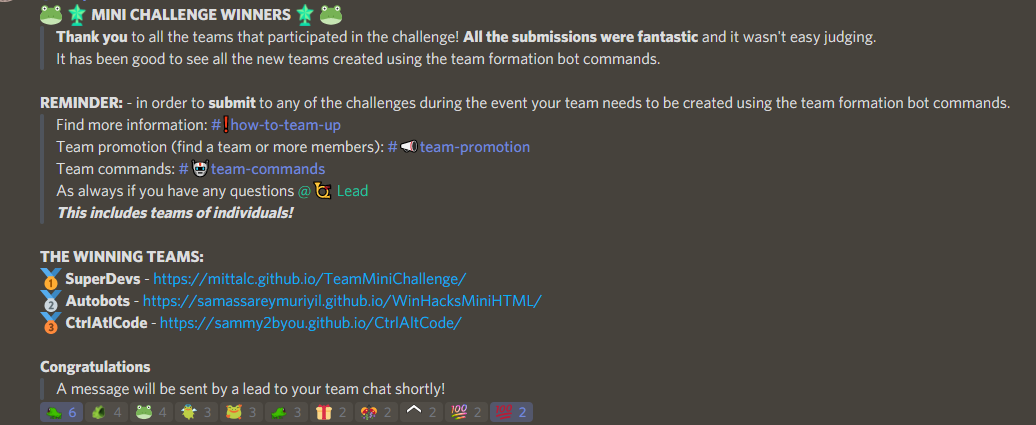 MINI CHALLENGE WINNERS
Thank you to all the teams that participated in the challenge! All the submissions were fantastic and it wasn't easy judging.
It has been good to see all the new teams created using the team formation bot commands.
REMINDER: - in order to submit to any of the challenges during the event your team needs to be created using the team formation bot commands.
Find more information: #❗how-to-team-up
Team promotion (find a team or more members): #📣team-promotion
Team commands: #🤖team-commands
As always if you have any questions @📯 Lead
This includes teams of individuals!
THE WINNING TEAMS:
🥇 SuperDevs - https://mittalc.github.io/TeamMiniChallenge/
🥈 Autobots - https://samassareymuriyil.github.io/WinHacksMiniHTML/
🥉 CtrlAtlCode - https://sammy2byou.github.io/CtrlAltCode/
Congratulations
A message will be sent by a lead to your team chat shortly!
6 4 4 3 3 3 2 2 2 💯 2 💯 2